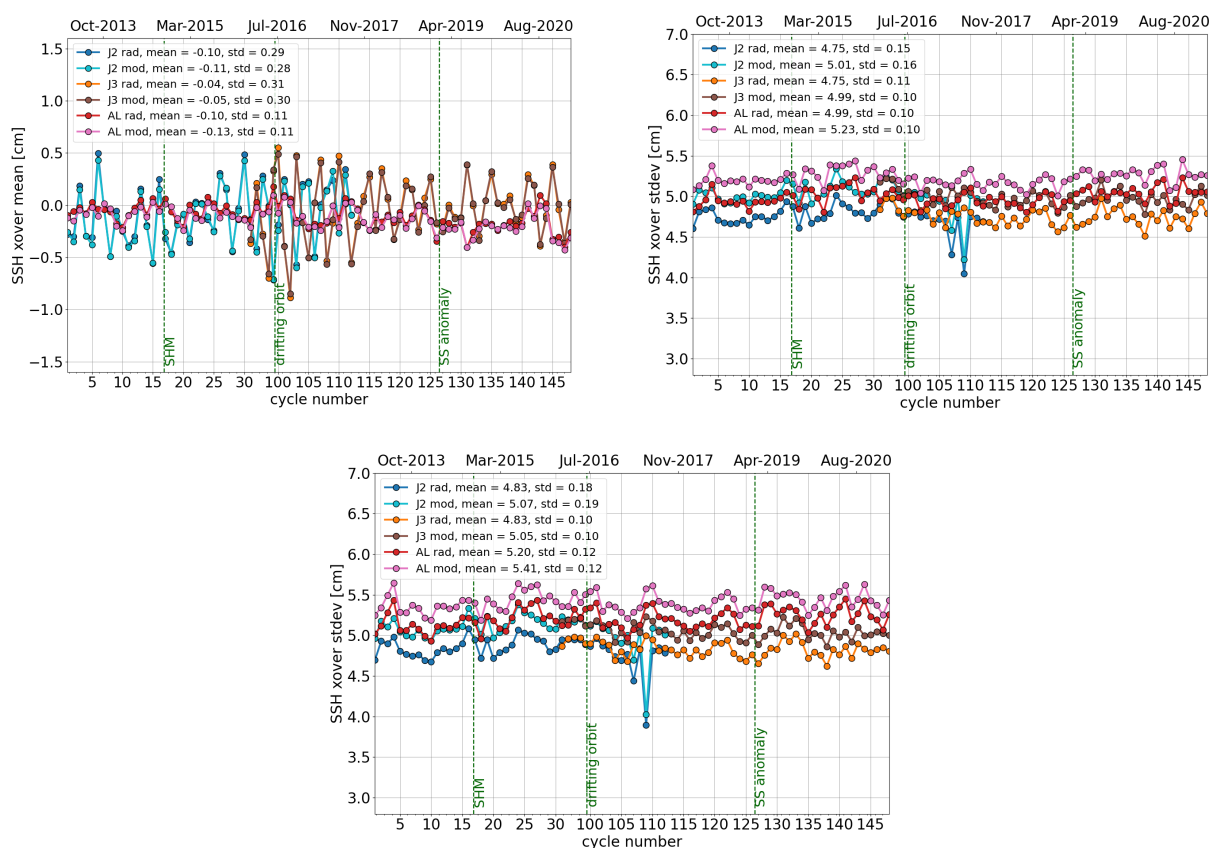 Oct-2013 Mar-2015 Jul-2016 Nov-2017 Apr-2019 Aug-2020
SSH xover mean [cm]
1.5
1.0
0.5
0.0
−0.5
−1.0
−1.5
J2 rad, mean = -0.10, std = 0.29
J2 mod, mean = -0.11, std = 0.28
J3 rad, mean = -0.04, std = 0.31
J3 mod, mean = -0.05, std = 0.30
AL rad, mean = -0.10, std = 0.11
AL mod, mean = -0.13, std = 0.11
SHM
drifting orbit
SS anomaly
5 10 15 20 25 30 100 105 110 115 120 125 130 135 140 145
cycle number
Oct-2013 Mar-2015 Jul-2016 Nov-2017 Apr-2019 Aug-2020
SSH xover stdev [cm]
7.0
6.5
6.0
5.5
5.0
4.5
4.0
3.5
3.0
J2 rad, mean = 4.75, std = 0.15
J2 mod, mean = 5.01, std = 0.16
J3 rad, mean = 4.75, std = 0.11
J3 mod, mean = 4.99, std = 0.10
AL rad, mean = 4.99, std = 0.10
AL mod, mean = 5.23, std = 0.10
SHM
drifting orbit
SS anomaly
5 10 15 20 25 30 100 105 110 115 120 125 130 135 140 145
cycle number
Oct-2013 Mar-2015 Jul-2016 Nov-2017 Apr-2019 Aug-2020
SSH xover stdev [cm]
7.0
6.5
6.0
5.5
5.0
4.5
4.0
3.5
3.0
J2 rad, mean = 4.83, std = 0.18
J2 mod, mean = 5.07, std = 0.19
J3 rad, mean = 4.83, std = 0.10
J3 mod, mean = 5.05, std = 0.10
AL rad, mean = 5.20, std = 0.12
AL mod, mean = 5.41, std = 0.12
SHM
drifting orbit
SS anomaly
5 10 15 20 25 30 100 105 110 115 120 125 130 135 140 145
cycle number